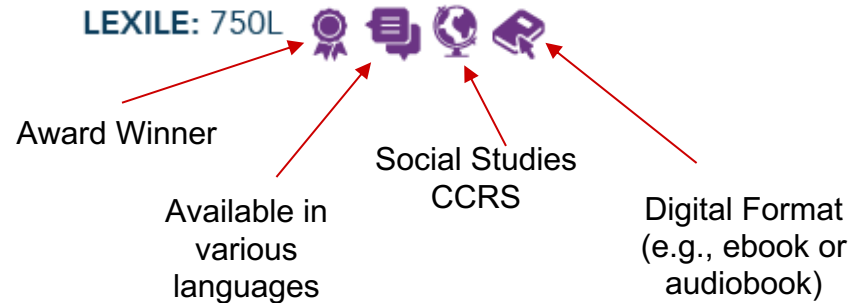 LEXILE: 750L
Award Winner
Available in
various
languages
Social Studies
CCRS
Digital Format
(e.g., ebook or
audiobook)